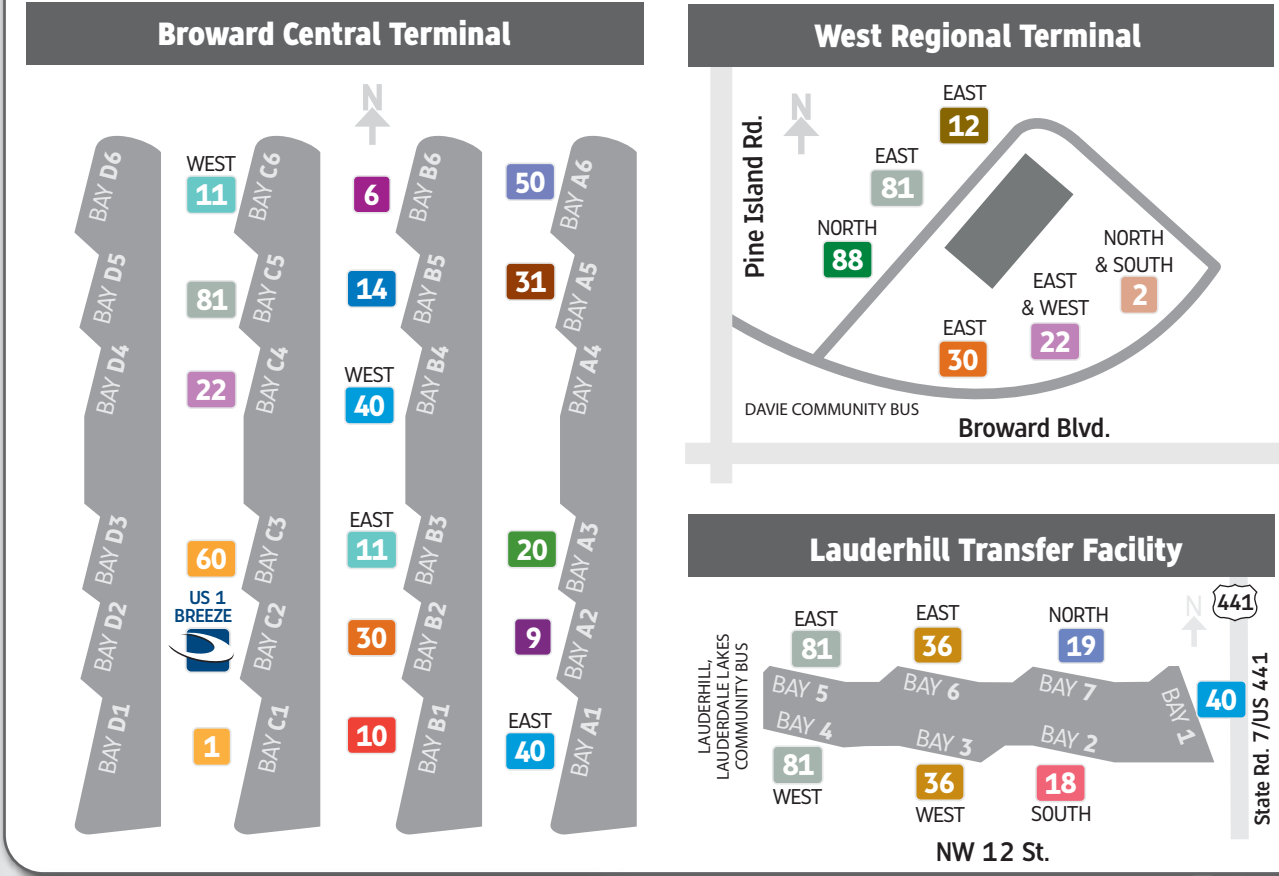 Broward Central Terminal
N
BAY D6
WEST
11
BAY C6
6
BAY B6
50
BAY A6
BAY D5
81
BAY C5
14
BAY B5
31
BAY A5
BAY D4
22
BAY C4
WEST
40
BAY B4
BAY A4
BAY D3
60
BAY C3
EAST
11
BAY B3
20
BAY A3
BAY D2
US 1
BREEZE
BAY C2
30
BAY B2
9
BAY A2
BAY D1
1
BAY C1
10
BAY B1
EAST
40
BAY A1
West Regional Terminal
Pine Island Rd.
N
EAST
12
EAST
81
NORTH
88
NORTH
& SOUTH
2
EAST
& WEST
22
EAST
30
DAVIE COMMUNITY BUS
Broward Blvd.
Lauderhill Transfer Facility
LAUDERHILL,
LAUDERDALE LAKES
COMMUNITY BUS
EAST
81
EAST
36
NORTH
19
N
441
BAY 5
BAY 6
BAY 7
BAY 1
40
State Rd. 7/US 441
BAY 4
BAY 3
BAY 2
81
WEST
36
WEST
18
SOUTH
NW 12 St.